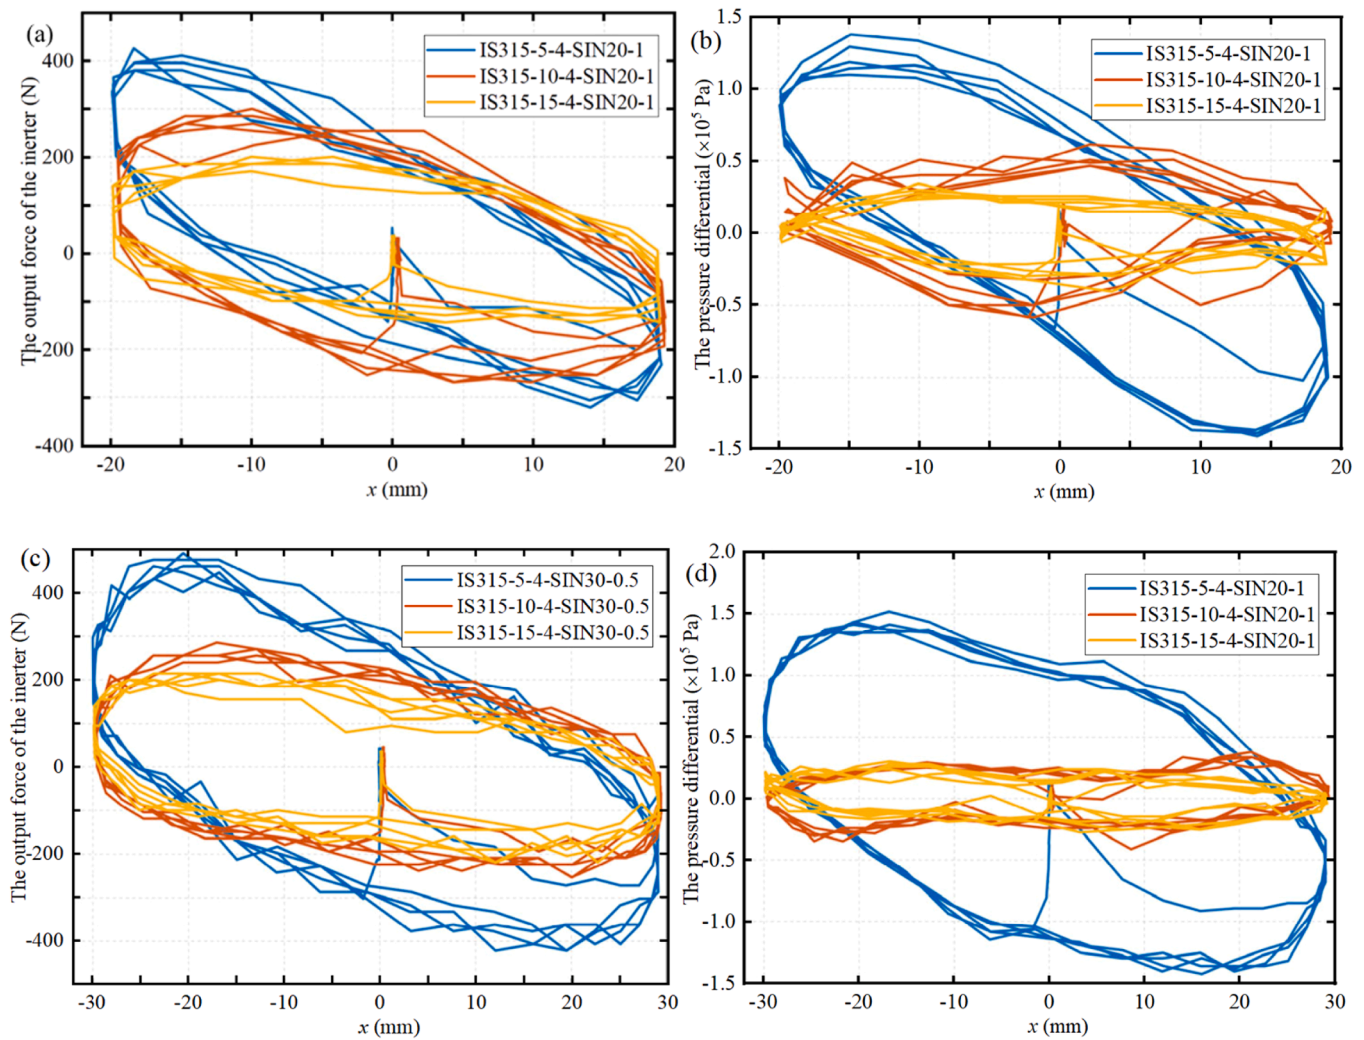 (a)
IS315-5-4-SIN20-1
IS315-10-4-SIN20-1
IS315-15-4-SIN20-1
The output force of the inerter (N)
400
200
0
-200
-400
-20
-10
0
10
20
x (mm)
(b)
IS315-5-4-SIN20-1
IS315-10-4-SIN20-1
IS315-15-4-SIN20-1
The pressure differential (×10⁵ Pa)
1.5
1.0
0.5
0.0
-0.5
-1.0
-1.5
-20
-10
0
10
20
x (mm)
(c)
IS315-5-4-SIN30-0.5
IS315-10-4-SIN30-0.5
IS315-15-4-SIN30-0.5
The output force of the inerter (N)
400
200
0
-200
-400
-30
-20
-10
0
10
20
30
x (mm)
(d)
IS315-5-4-SIN20-1
IS315-10-4-SIN20-1
IS315-15-4-SIN20-1
The pressure differential (×10⁵ Pa)
2.0
1.5
1.0
0.5
0.0
-0.5
-1.0
-1.5
-30
-20
-10
0
10
20
30
x (mm)